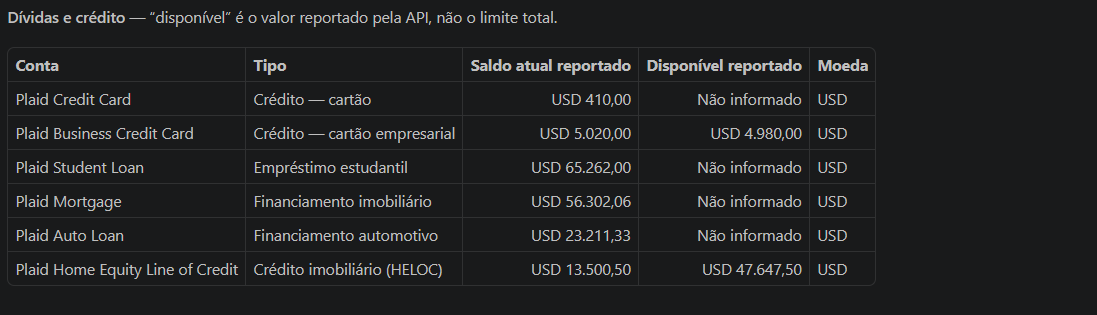 Dívidas e crédito — “disponível” é o valor reportado pela API, não o limite total.
Conta Tipo Saldo atual reportado Disponível reportado Moeda
Plaid Credit Card Crédito — cartão USD 410,00 Não informado USD
Plaid Business Credit Card Crédito — cartão empresarial USD 5.020,00 USD 4.980,00 USD
Plaid Student Loan Empréstimo estudantil USD 65.262,00 Não informado USD
Plaid Mortgage Financiamento imobiliário USD 56.302,06 Não informado USD
Plaid Auto Loan Financiamento automotivo USD 23.211,33 Não informado USD
Plaid Home Equity Line of Credit Crédito imobiliário (HELOC) USD 13.500,50 USD 47.647,50 USD